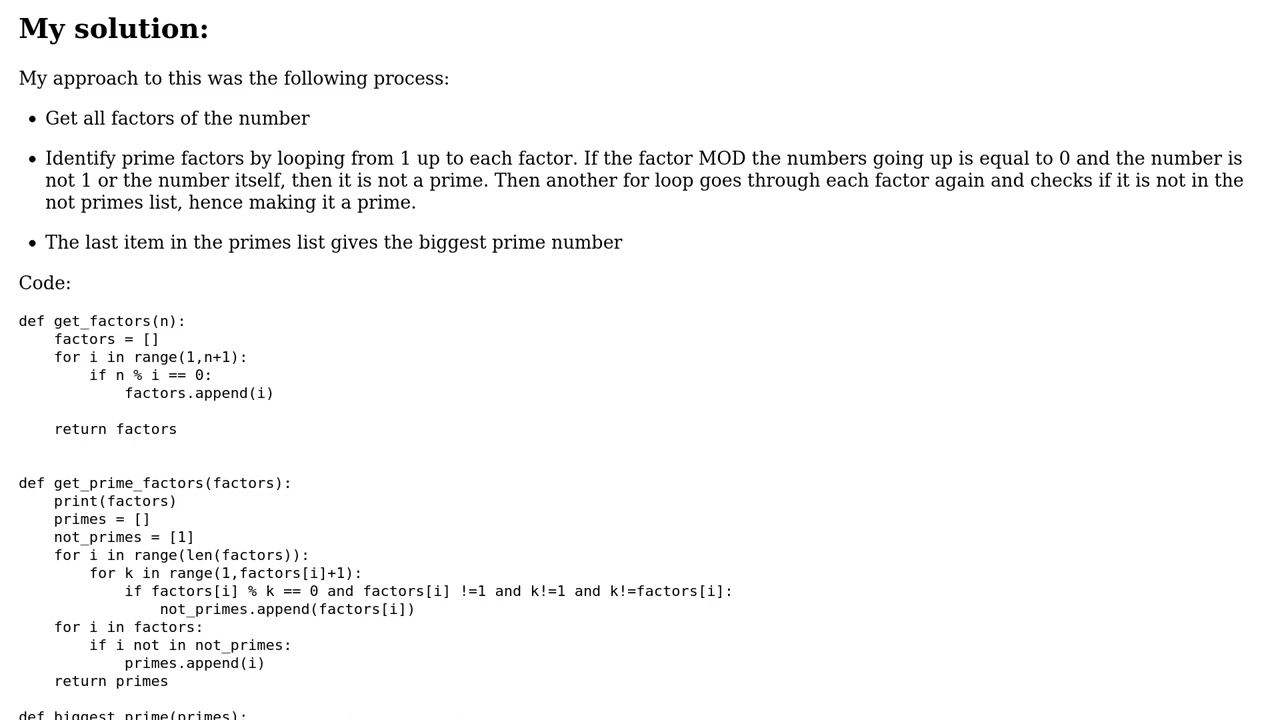 My solution:
My approach to this was the following process:
• Get all factors of the number
• Identify prime factors by looping from 1 up to each factor. If the factor MOD the numbers going up is equal to 0 and the number is
not 1 or the number itself, then it is not a prime. Then another for loop goes through each factor again and checks if it is not in the
not primes list, hence making it a prime.
• The last item in the primes list gives the biggest prime number
Code:
def get_factors(n):
    factors = []
    for i in range(1,n+1):
        if n % i == 0:
            factors.append(i)
    return factors
def get_prime_factors(factors):
    print(factors)
    primes = []
    not_primes = [1]
    for i in range(len(factors)):
        for k in range(1,factors[i]+1):
            if factors[i] % k == 0 and factors[i] !=1 and k!=1 and k!=factors[i]:
                not_primes.append(factors[i])
    for i in factors:
        if i not in not_primes:
            primes.append(i)
    return primes
def biggest_prime(primes):